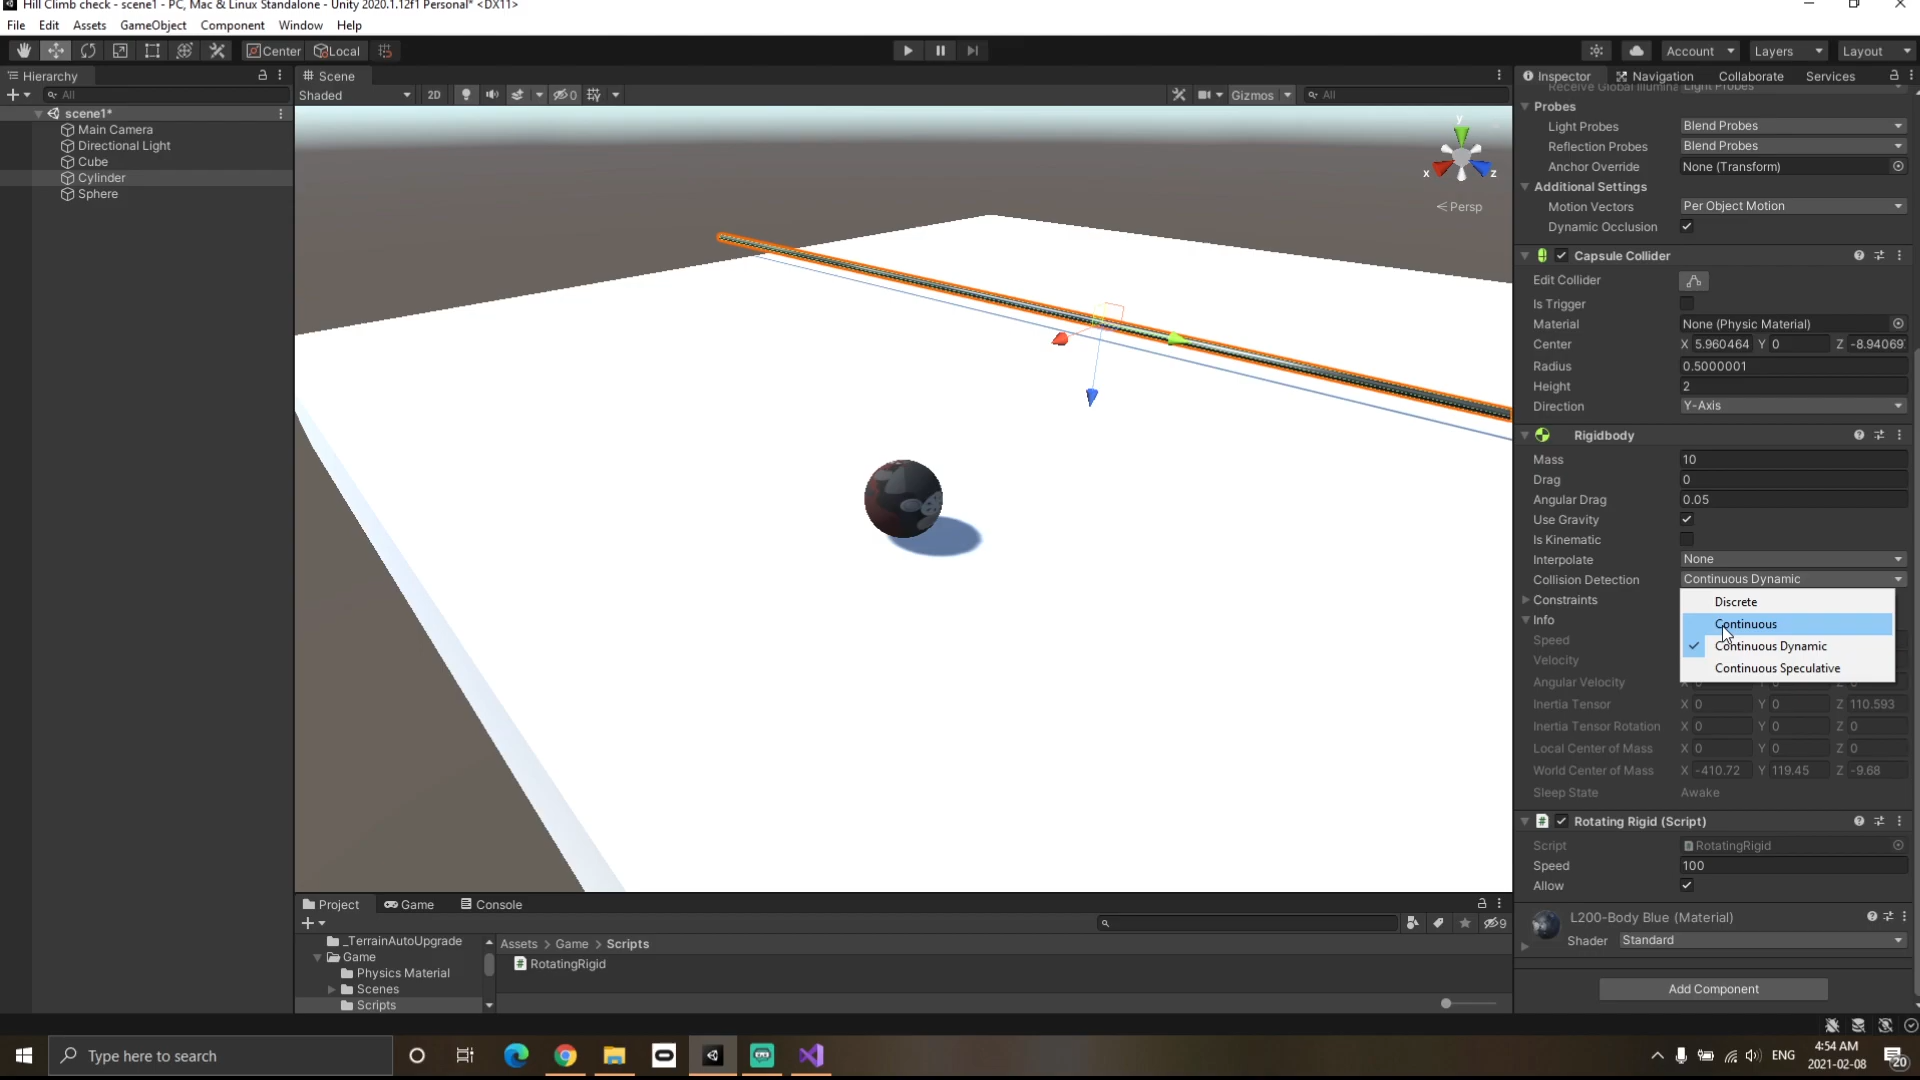 Hill Climb check - scene1 - PC, Mac & Linux Standalone - Unity 2020.1.12f1 Personal* <DX11>
File Edit Assets GameObject Component Window Help
Center Local Account Layers Layout
Hierarchy
All
scene1*
Main Camera
Directional Light
Cube
Cylinder
Sphere
Scene
Shaded 2D 0 Gizmos All
y
x
z
Persp
Inspector Navigation Collaborate Services
Receive Global Illumina Light Probes
Probes
Light Probes Blend Probes
Reflection Probes Blend Probes
Anchor Override None (Transform)
Additional Settings
Motion Vectors Per Object Motion
Dynamic Occlusion
Capsule Collider
Edit Collider
Is Trigger
Material None (Physic Material)
Center X 5.960464 Y 0 Z -8.94069
Radius 0.5000001
Height 2
Direction Y-Axis
Rigidbody
Mass 10
Drag 0
Angular Drag 0.05
Use Gravity
Is Kinematic
Interpolate None
Collision Detection Continuous Dynamic
Discrete
Constraints
Info
Continuous
Speed
Continuous Dynamic
Velocity
Continuous Speculative
Angular Velocity
Inertia Tensor X 0 Y 0 Z 110.593
Inertia Tensor Rotation X 0 Y 0 Z 0
Local Center of Mass X 0 Y 0 Z 0
World Center of Mass X -410.72 Y 119.45 Z -9.68
Sleep State Awake
Rotating Rigid (Script)
Script RotatingRigid
Speed 100
Allow
L200-Body Blue (Material)
Shader Standard
Add Component
Project Game Console
9
_TerrainAutoUpgrade
Game
Physics Material
Scenes
Scripts
Assets > Game > Scripts
RotatingRigid
Type here to search
ENG
4:54 AM
2021-02-08
20